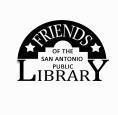 FRIENDS
OF THE
SAN ANTONIO
PUBLIC
LIBRARY